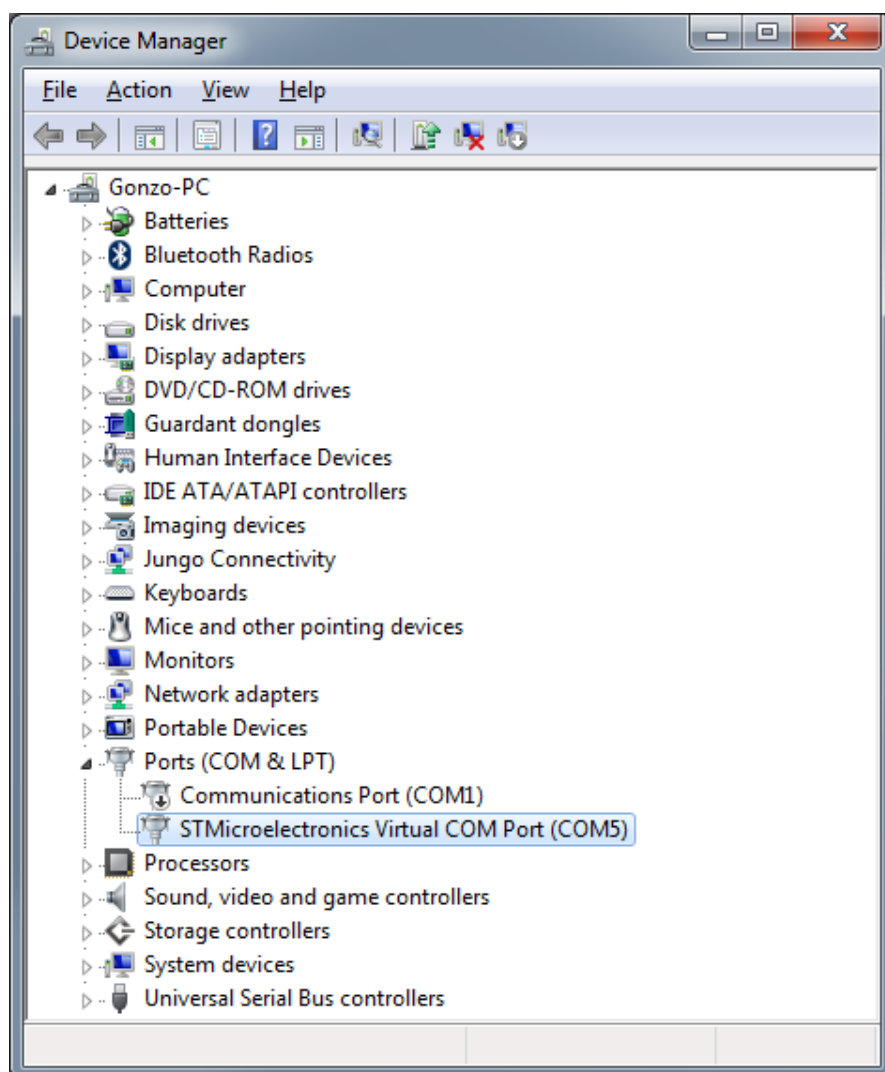 Device Manager
File Action View Help
Gonzo-PC
Batteries
Bluetooth Radios
Computer
Disk drives
Display adapters
DVD/CD-ROM drives
Guardant dongles
Human Interface Devices
IDE ATA/ATAPI controllers
Imaging devices
Jungo Connectivity
Keyboards
Mice and other pointing devices
Monitors
Network adapters
Portable Devices
Ports (COM & LPT)
Communications Port (COM1)
STMicroelectronics Virtual COM Port (COM5)
Processors
Sound, video and game controllers
Storage controllers
System devices
Universal Serial Bus controllers